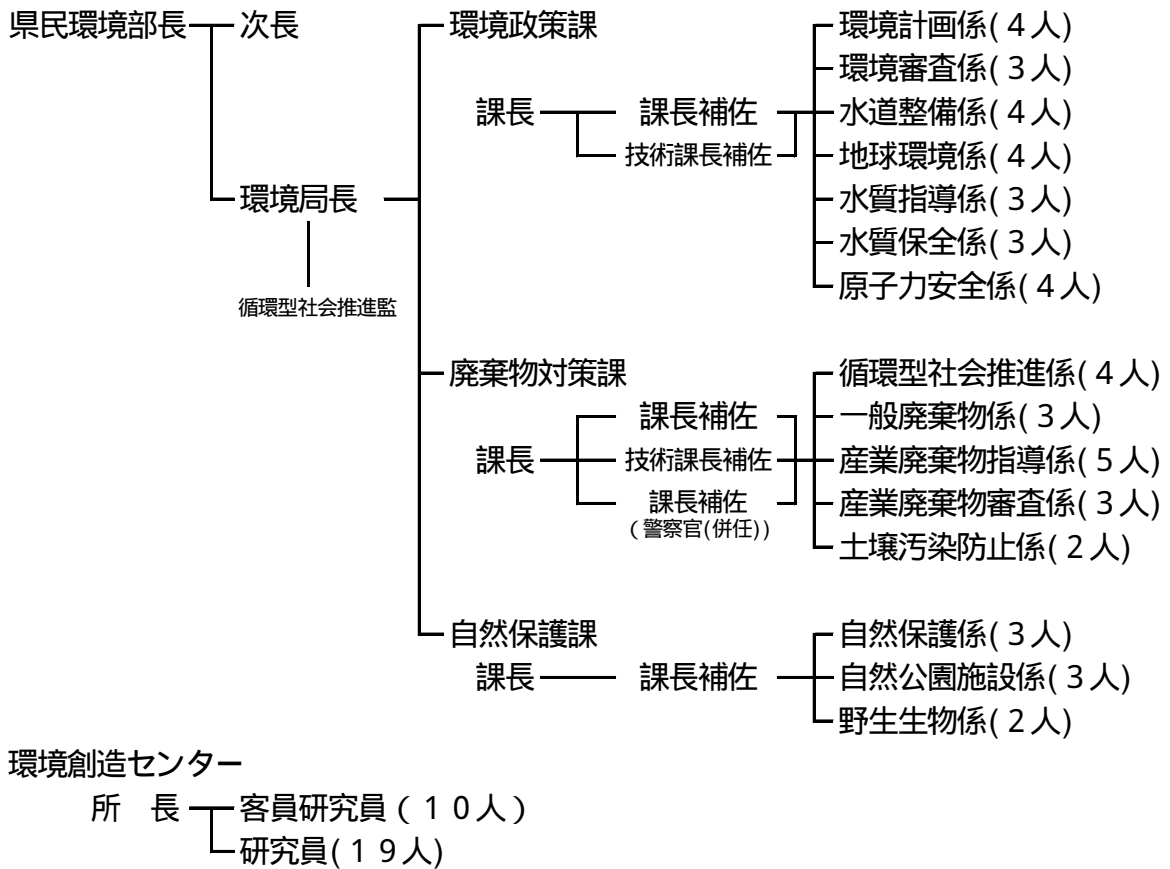 県民環境部長 次長 環境政策課 環境計画係(４人)
環境審査係(３人)
課長 課長補佐 水道整備係(４人)
技術課長補佐 地球環境係(４人)
環境局長 水質指導係(３人)
水質保全係(３人)
循環型社会推進監 原子力安全係(４人)
廃棄物対策課 循環型社会推進係(４人)
課長補佐 一般廃棄物係(３人)
課長 技術課長補佐 産業廃棄物指導係(５人)
課長補佐 産業廃棄物審査係(３人)
(警察官(併任))
土壌汚染防止係(２人)
自然保護課 自然保護係(３人)
課長 課長補佐 自然公園施設係(３人)
野生生物係(２人)
環境創造センター
所　長 客員研究員（１０人）
研究員(１９人)